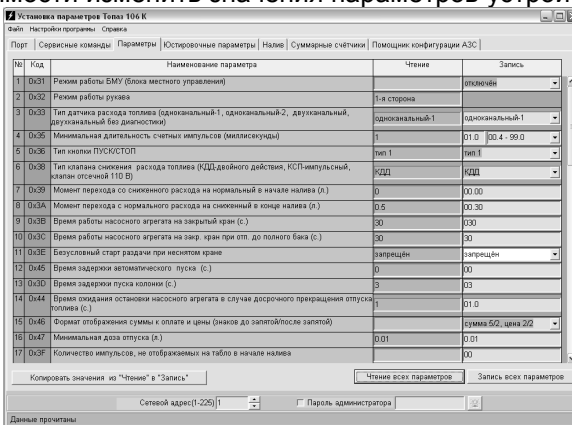 мости изменить значения параметров устрой
Установка параметров Топаз 106 К
Файл Настройки программы Справка
Порт Сервисные команды Параметры Юстировочные параметры Налив Суммарные счётчики Помощник конфигурации АЗС
№ Код Наименование параметра Чтение Запись
1 0x31 Режим работы БМУ (блока местного управления) отключён
2 0x32 Режим работы рукава 1-я сторона
3 0x33 Тип датчика расхода топлива (одноканальный-1, одноканальный-2, двухканальный, одноканальный-1 одноканальный-1
двухканальный без диагностики)
4 0x35 Минимальная длительность счетных импульсов (миллисекунды) 1 01.0 00.4 - 99.0
5 0x36 Тип кнопки ПУСК/СТОП тип 1 тип 1
6 0x38 Тип клапана снижения расхода топлива (КДД-двойного действия, КСП-импульсный, КДД КДД
клапан отсечной 110 В)
7 0x39 Момент перехода со сниженного расхода на нормальный в начале налива (л.) 0 00.00
8 0x3A Момент перехода с нормального расхода на сниженный в конце налива (л.) 0.5 00.30
9 0x3B Время работы насосного агрегата на закрытый кран (с.) 30 030
10 0x3C Время работы насосного агрегата на закр. кран при отп. до полного бака (с.) 30 30
11 0x3E Безусловный старт раздачи при неснятом кране запрещён запрещён
12 0x45 Время задержки автоматического пуска (с.) 0 00
13 0x3D Время задержки пуска колонки (с.) 3 03
14 0x44 Время ожидания остановки насосного агрегата в случае досрочного прекращения отпуска 1 01.0
топлива (с.)
15 0x46 Формат отображения суммы к оплате и цены (знаков до запятой/после запятой) сумма 5/2, цена 2/2
16 0x47 Минимальная доза отпуска (л.) 0.01 0.01
17 0x3F Количество импульсов, не отображаемых на табло в начале налива 00
Копировать значения из "Чтение" в "Запись" Чтение всех параметров Запись всех параметров
Сетевой адрес(1-225) 1 Пароль администратора
Данные прочитаны